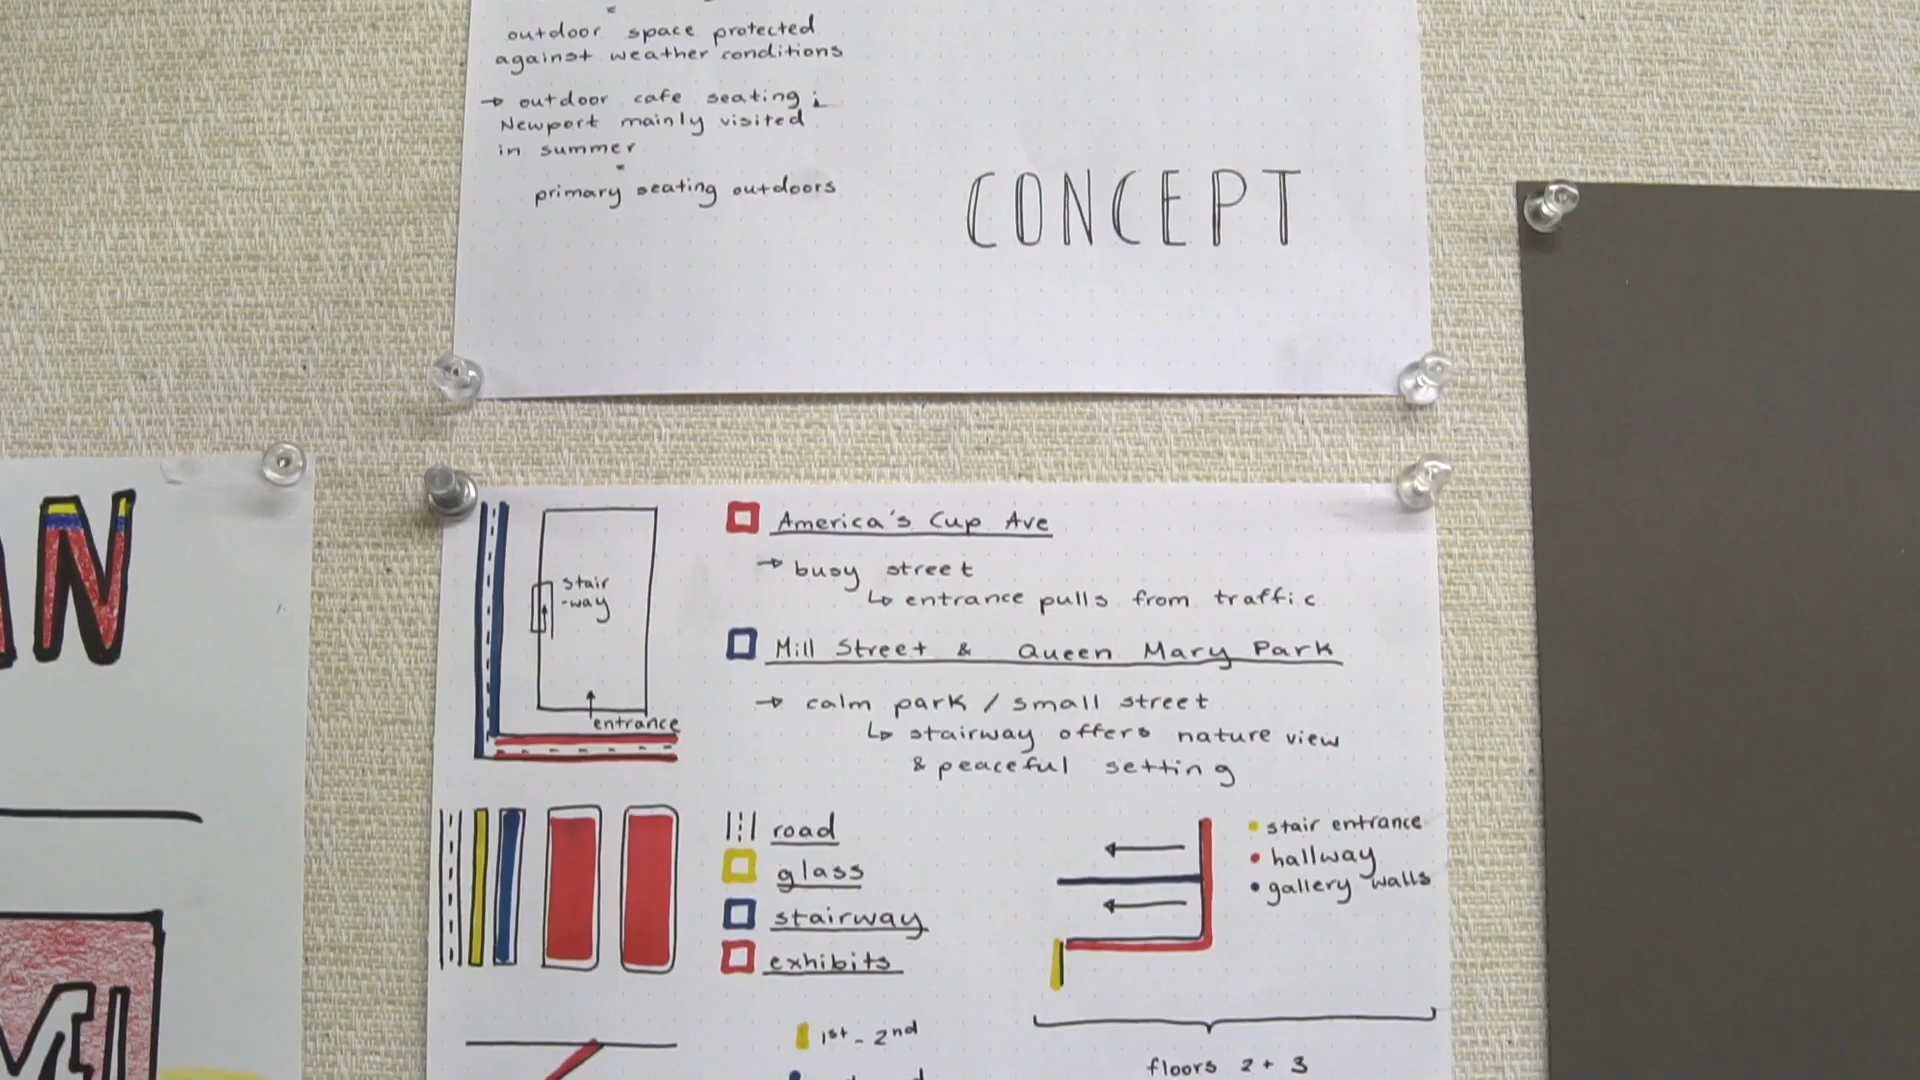 outdoor space protected
against weather conditions
→ outdoor cafe seating ;
Newport mainly visited
in summer
=
primary seating outdoors
CONCEPT
AN
stair
-way
entrance
America's Cup Ave
→ busy street
↳ entrance pulls from traffic
Mill Street & Queen Mary Park
→ calm park / small street
↳ stairway offers nature view
& peaceful setting
road
glass
stairway
exhibits
• stair entrance
• hallway
• gallery walls
1st - 2nd
floors 2 + 3